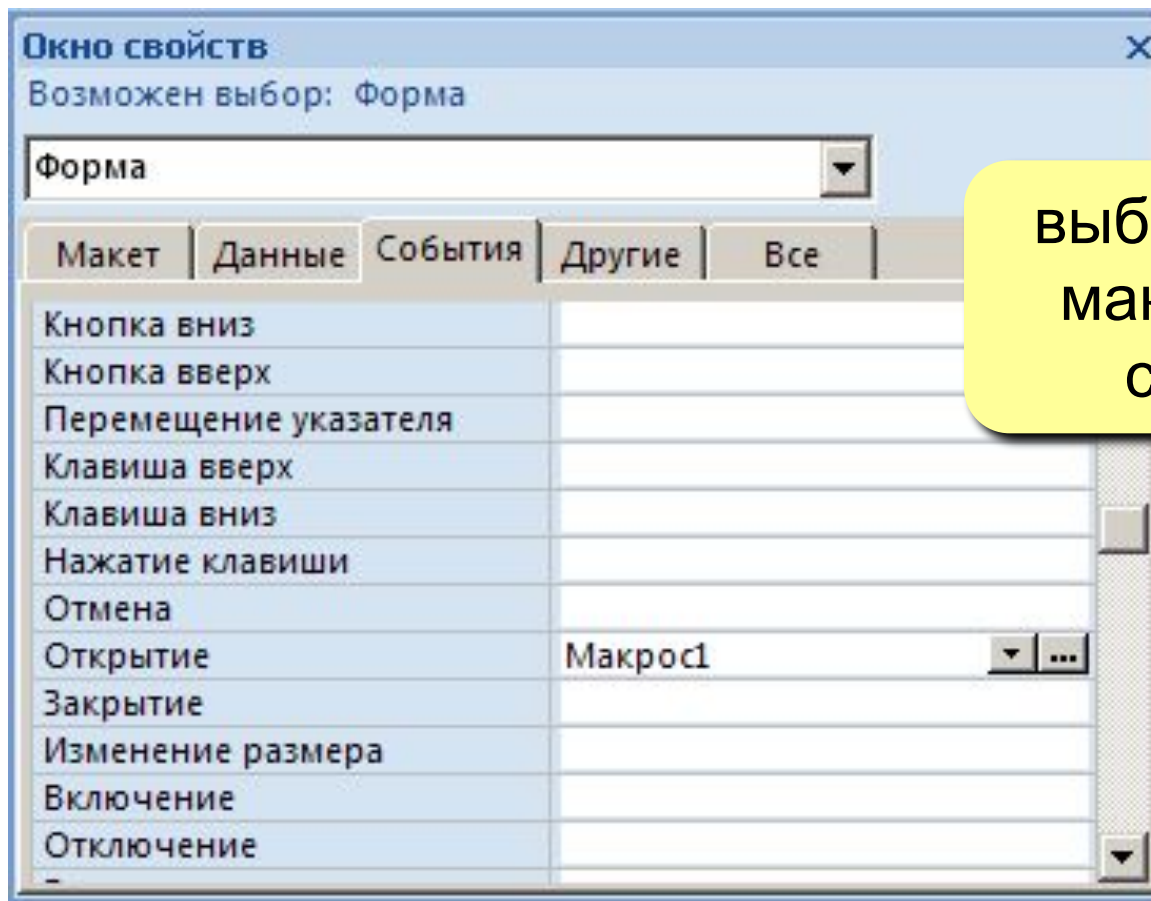 Окно свойств
Возможен выбор: Форма
Форма
Макет Данные События Другие Все
Кнопка вниз
Кнопка вверх
Перемещение указателя
Клавиша вверх
Клавиша вниз
Нажатие клавиши
Отмена
Открытие Макрос1
Закрытие
Изменение размера
Включение
Отключение